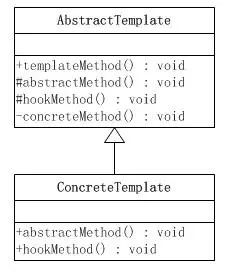 AbstractTemplate
+templateMethod() : void
#abstractMethod() : void
#hookMethod() : void
-concreteMethod() : void
ConcreteTemplate
+abstractMethod() : void
+hookMethod() : void